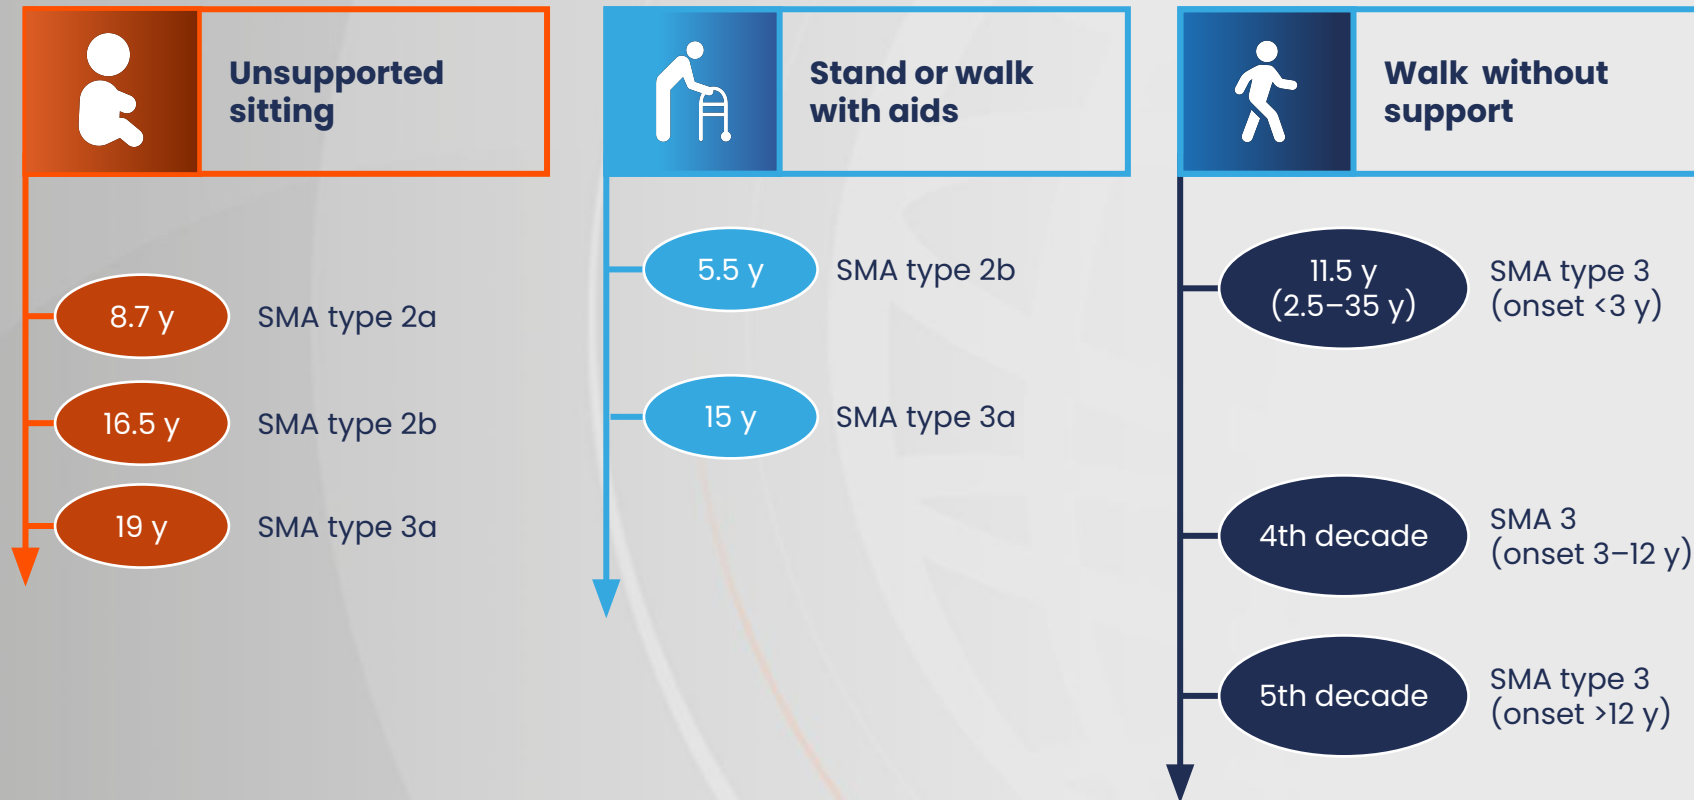 Unsupported
sitting
8.7 y
SMA type 2a
16.5 y
SMA type 2b
19 y
SMA type 3a
Stand or walk
with aids
5.5 y
SMA type 2b
15 y
SMA type 3a
Walk without
support
11.5 y
(2.5–35 y)
SMA type 3
(onset <3 y)
4th decade
SMA 3
(onset 3–12 y)
5th decade
SMA type 3
(onset >12 y)